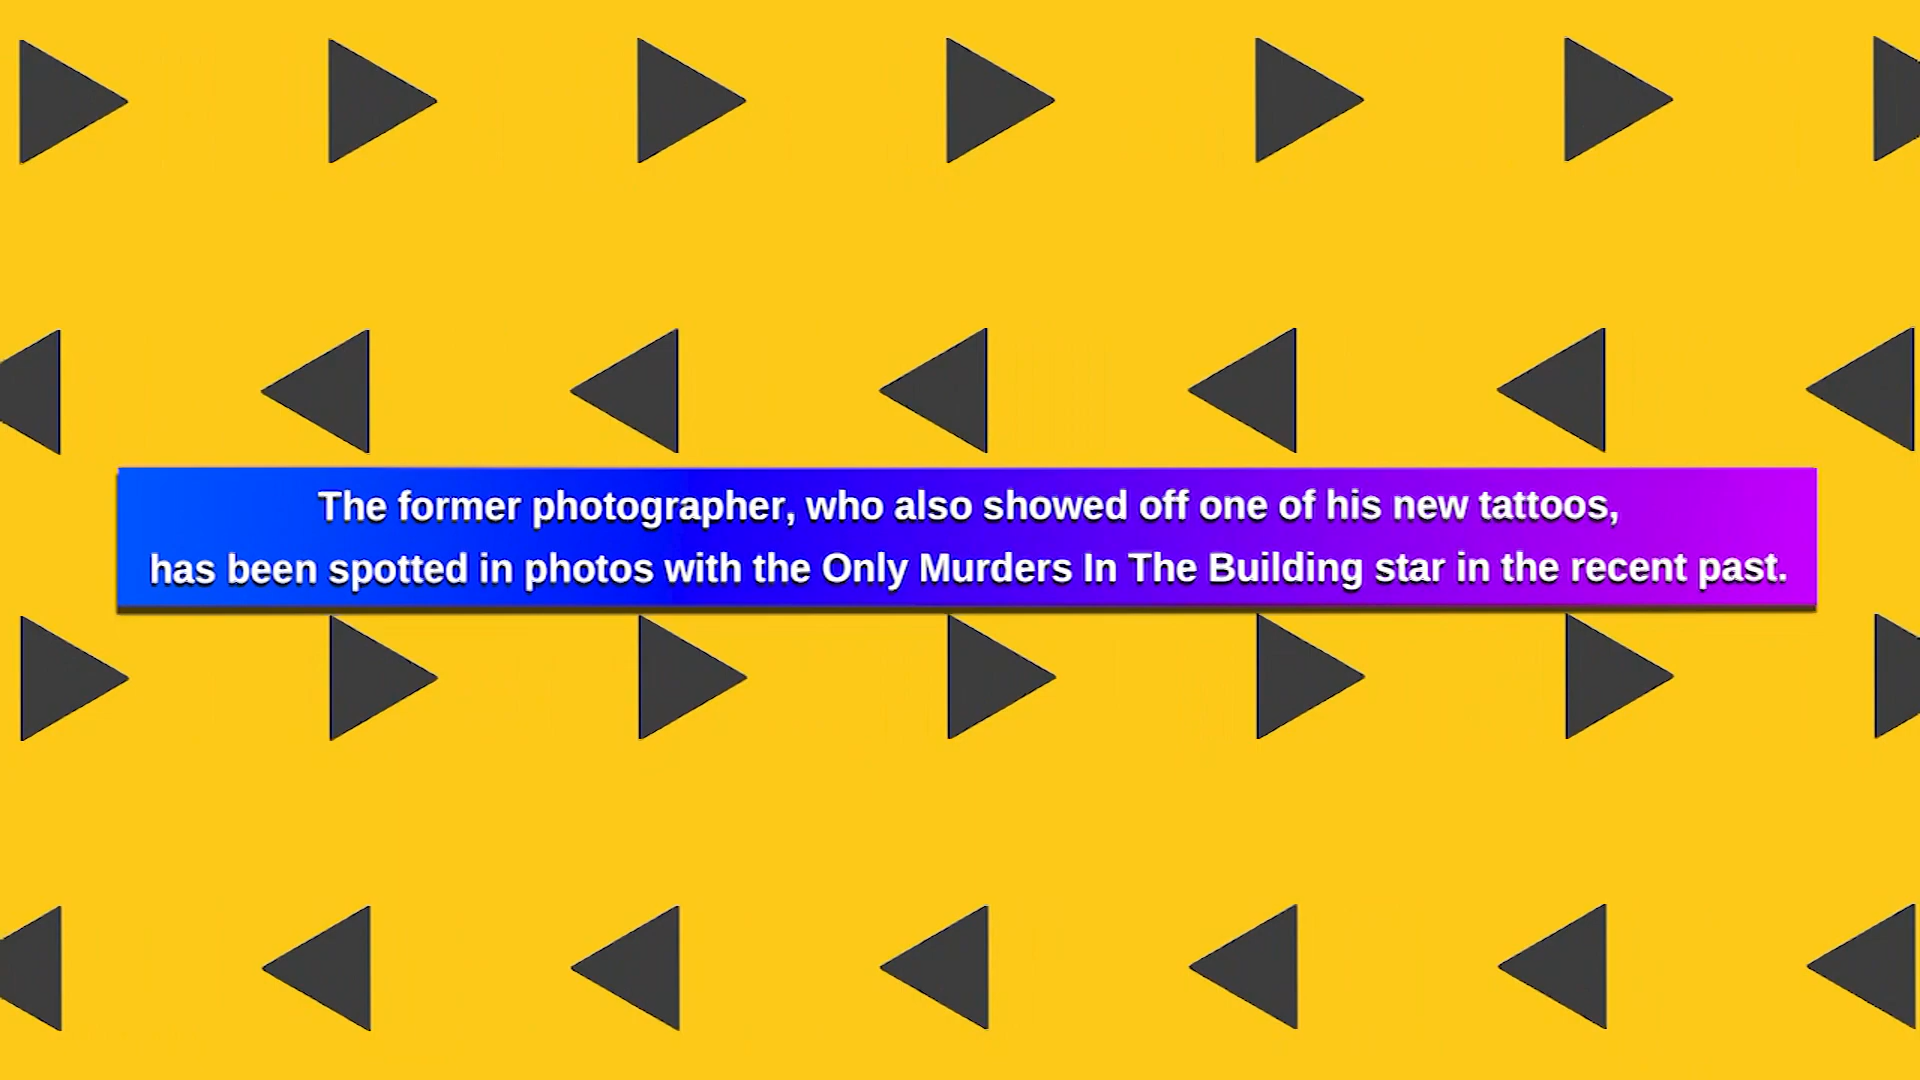 The former photographer, who also showed off one of his new tattoos,
has been spotted in photos with the Only Murders In The Building star in the recent past.